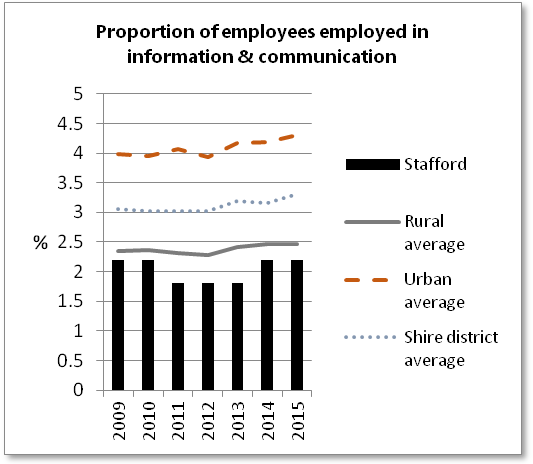 Proportion of employees employed in
information & communication
5
4.5
4
3.5
3
2.5
2
1.5
1
0.5
0
%
2009
2010
2011
2012
2013
2014
2015
Stafford
Rural
average
Urban
average
Shire district
average